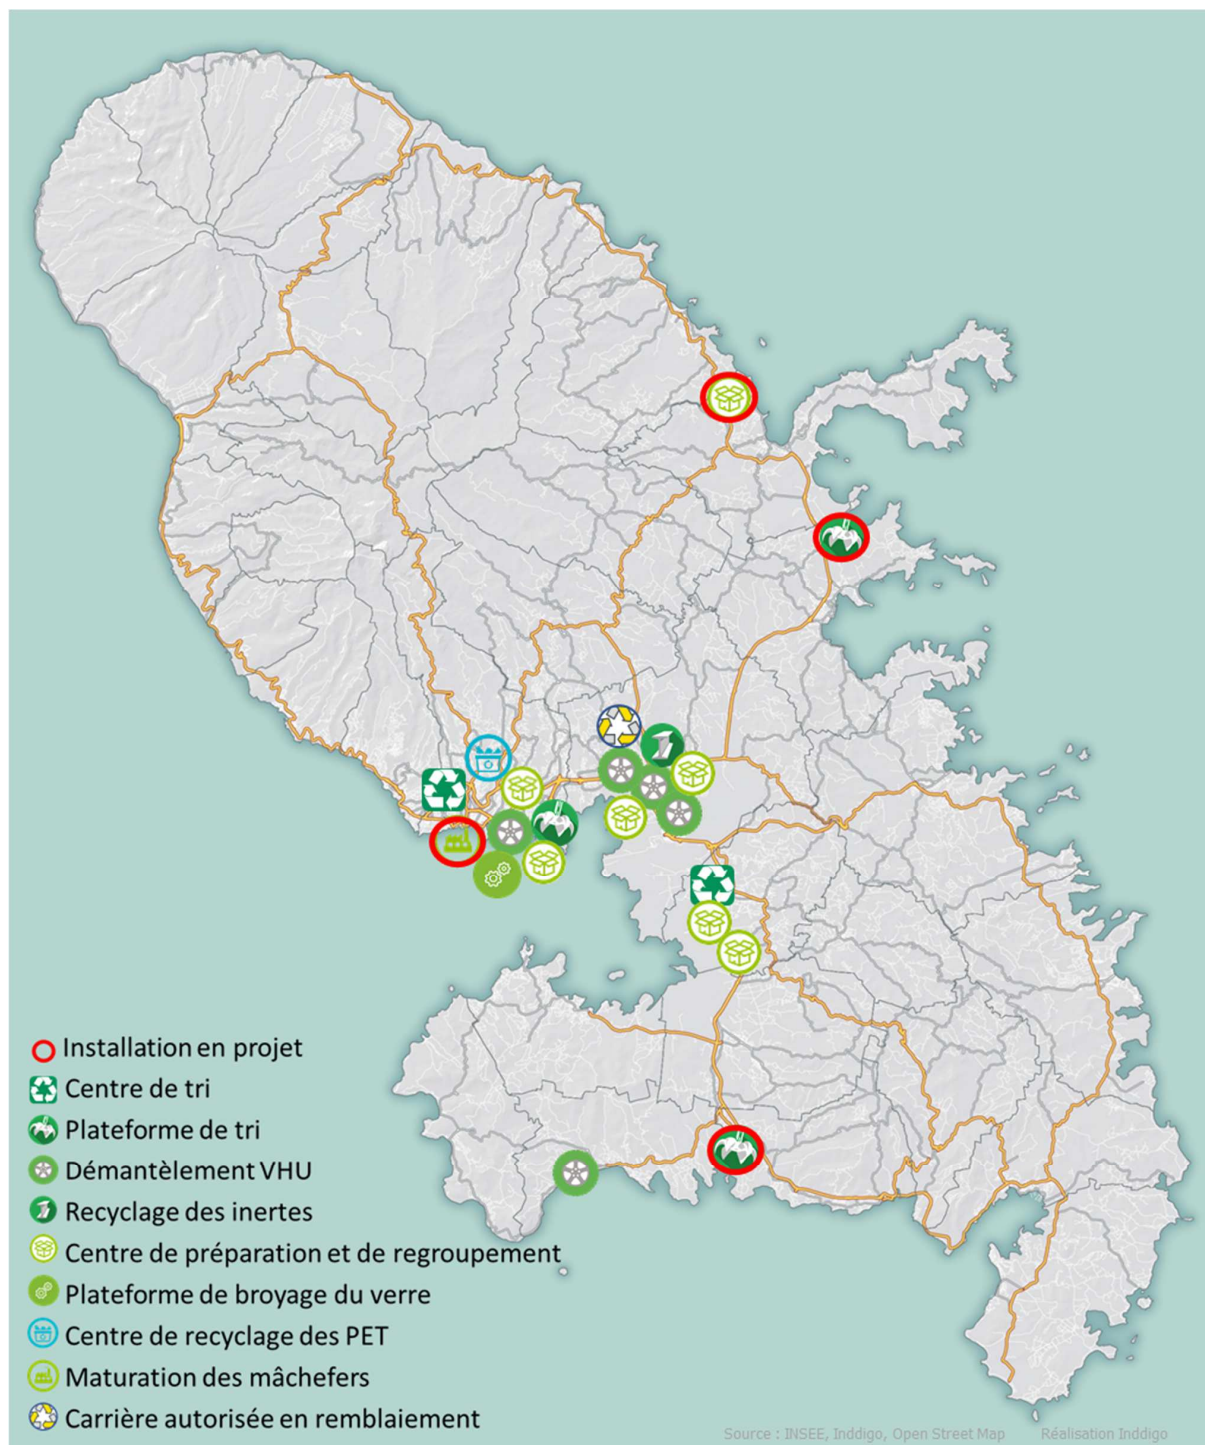 Installation en projet
Centre de tri
Plateforme de tri
Démantèlement VHU
Recyclage des inertes
Centre de préparation et de regroupement
Plateforme de broyage du verre
Centre de recyclage des PET
Maturation des mâchefers
Carrière autorisée en remblaiement
Source : INSEE, Inddigo, Open Street Map Réalisation Inddigo